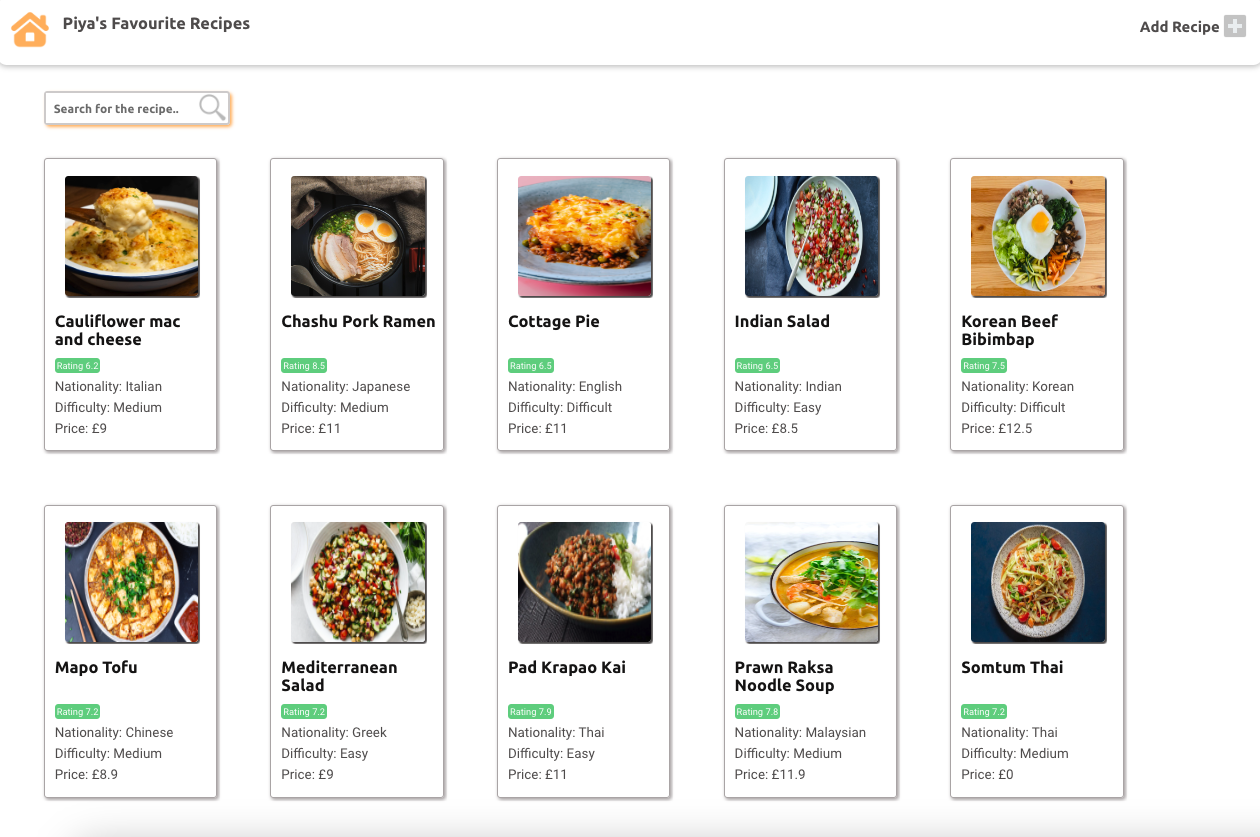 Piya's Favourite Recipes
Add Recipe
Search for the recipe..
Cauliflower mac
and cheese
Rating 6.2
Nationality: Italian
Difficulty: Medium
Price: £9
Chashu Pork Ramen
Rating 8.5
Nationality: Japanese
Difficulty: Medium
Price: £11
Cottage Pie
Rating 6.5
Nationality: English
Difficulty: Difficult
Price: £11
Indian Salad
Rating 6.5
Nationality: Indian
Difficulty: Easy
Price: £8.5
Korean Beef
Bibimbap
Rating 7.5
Nationality: Korean
Difficulty: Difficult
Price: £12.5
Mapo Tofu
Rating 7.2
Nationality: Chinese
Difficulty: Medium
Price: £8.9
Mediterranean
Salad
Rating 7.2
Nationality: Greek
Difficulty: Easy
Price: £9
Pad Krapao Kai
Rating 7.9
Nationality: Thai
Difficulty: Easy
Price: £11
Prawn Raksa
Noodle Soup
Rating 7.8
Nationality: Malaysian
Difficulty: Medium
Price: £11.9
Somtum Thai
Rating 7.2
Nationality: Thai
Difficulty: Medium
Price: £0